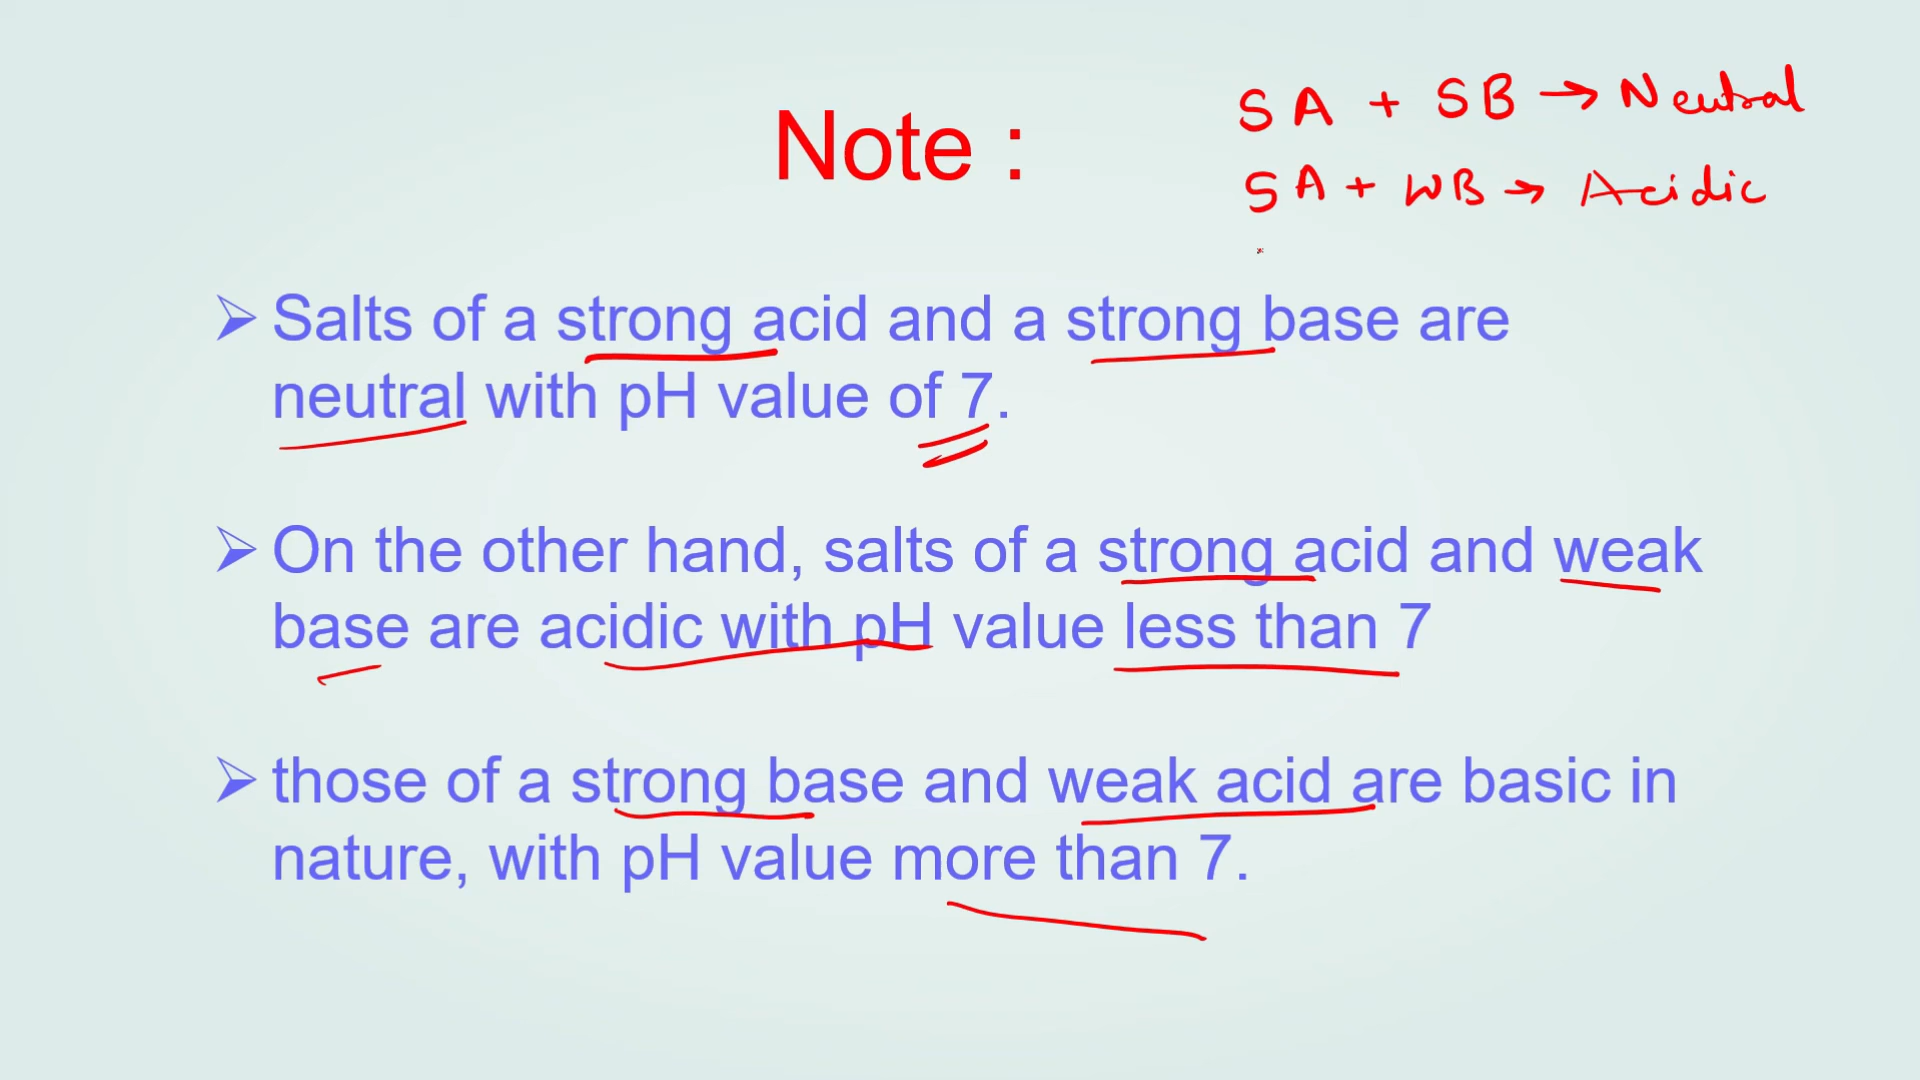 SA + SB → Neutral
Note :
SA + WB → Acidic
➢ Salts of a strong acid and a strong base are
neutral with pH value of 7.
➢ On the other hand, salts of a strong acid and weak
base are acidic with pH value less than 7
➢ those of a strong base and weak acid are basic in
nature, with pH value more than 7.